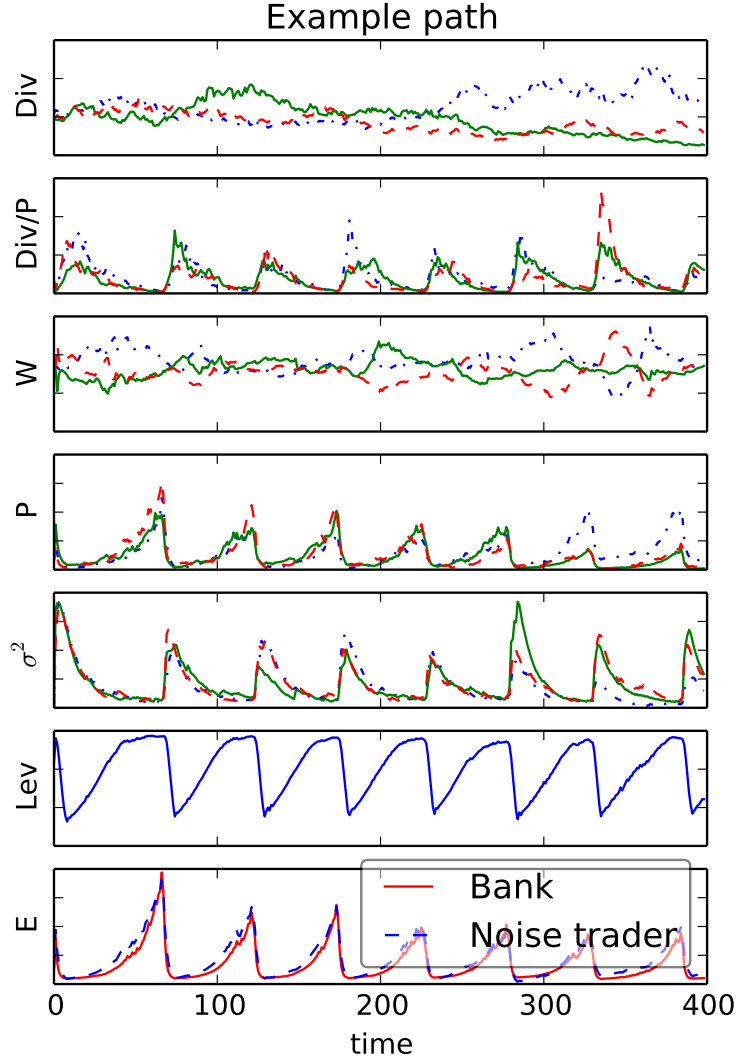 Example path
Div
Div/P
W
P
σ²
Lev
E
Bank
Noise trader
0 100 200 300 400
time